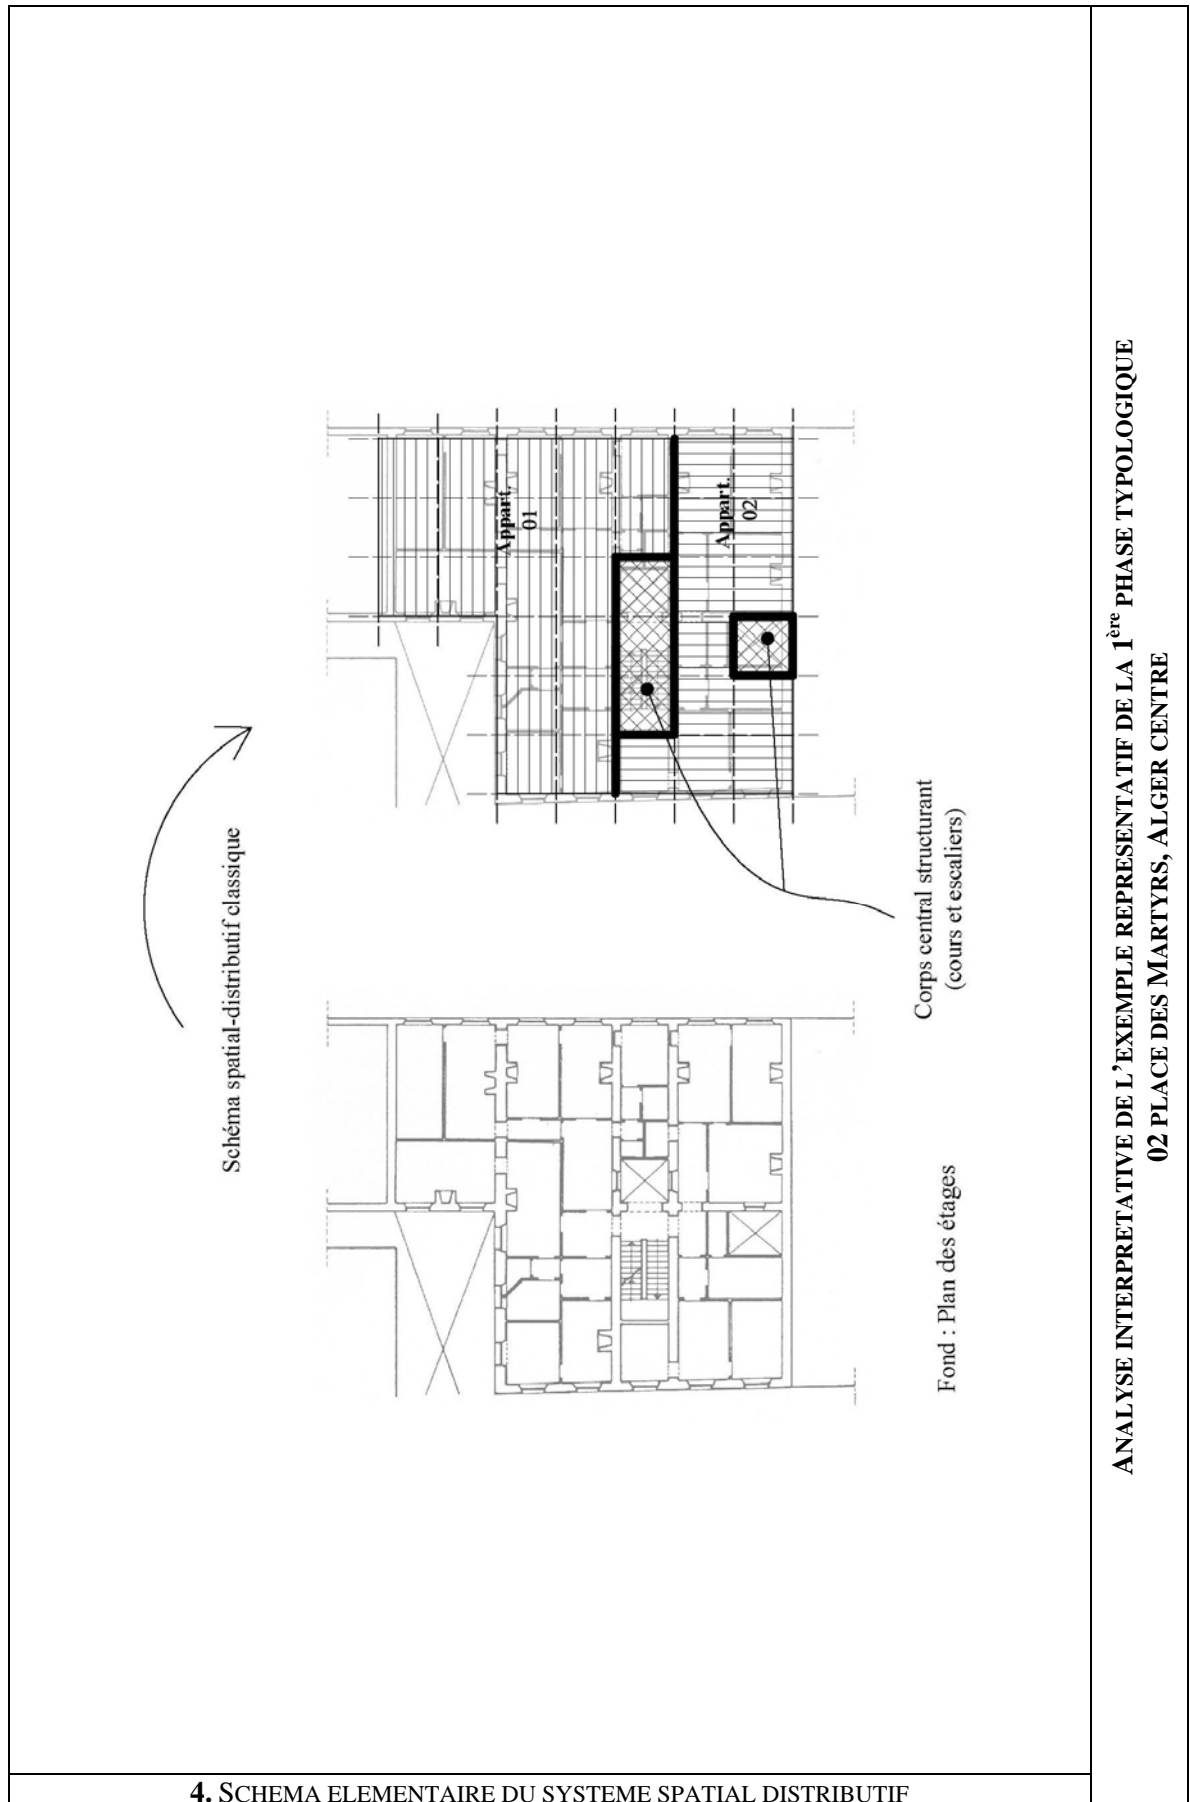 Schéma spatial-distributif classique
Appart.
01
Appart.
02
Corps central structurant
(cours et escaliers)
Fond : Plan des étages
ANALYSE INTERPRETATIVE DE L’EXEMPLE REPRESENTATIF DE LA 1ère PHASE TYPOLOGIQUE
02 PLACE DES MARTYRS, ALGER CENTRE
4. SCHEMA ELEMENTAIRE DU SYSTEME SPATIAL DISTRIBUTIF